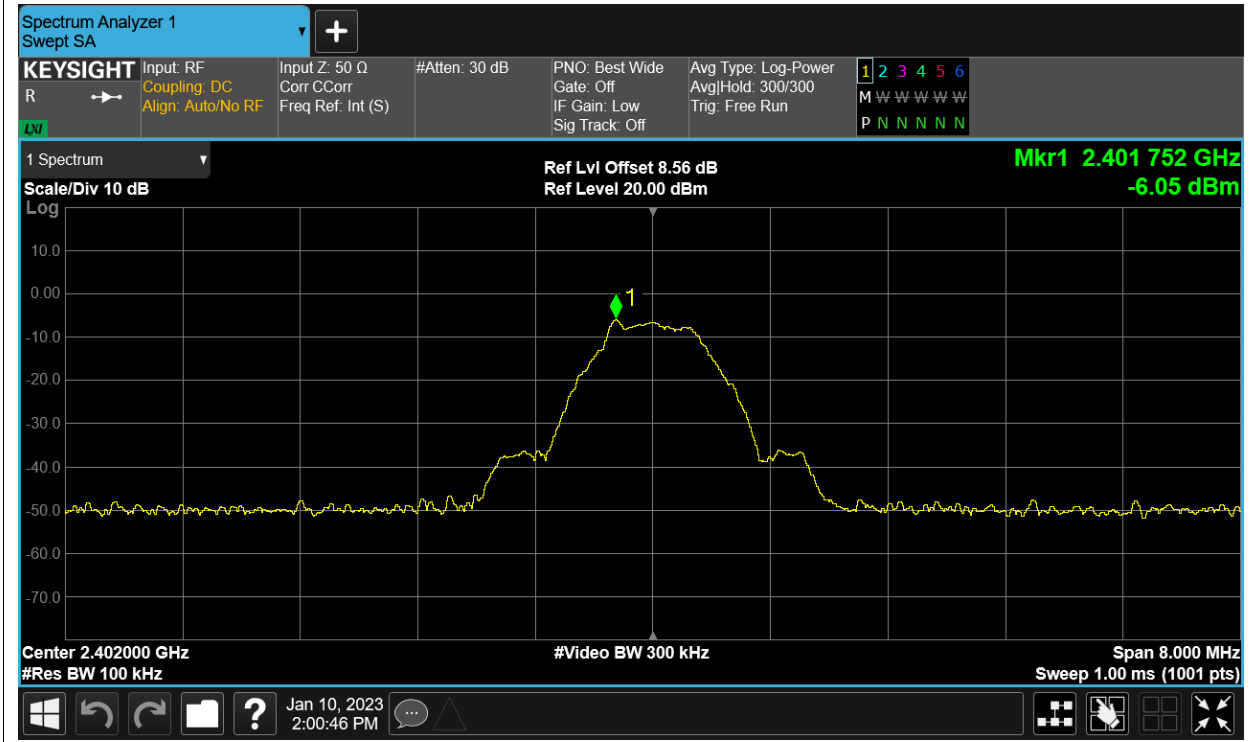 Spectrum Analyzer 1
Swept SA
+
KEYSIGHT
R
LXI
Input: RF
Coupling: DC
Align: Auto/No RF
Input Z: 50 Ω
Corr CCorr
Freq Ref: Int (S)
#Atten: 30 dB
PNO: Best Wide
Gate: Off
IF Gain: Low
Sig Track: Off
Avg Type: Log-Power
Avg|Hold: 300/300
Trig: Free Run
1 2 3 4 5 6
M W W W W W
P N N N N N
1 Spectrum
Scale/Div 10 dB
Log
Ref Lvl Offset 8.56 dB
Ref Level 20.00 dBm
Mkr1 2.401 752 GHz
-6.05 dBm
10.0
0.00
-10.0
-20.0
-30.0
-40.0
-50.0
-60.0
-70.0
1
Center 2.402000 GHz
#Res BW 100 kHz
#Video BW 300 kHz
Span 8.000 MHz
Sweep 1.00 ms (1001 pts)
?
Jan 10, 2023
2:00:46 PM